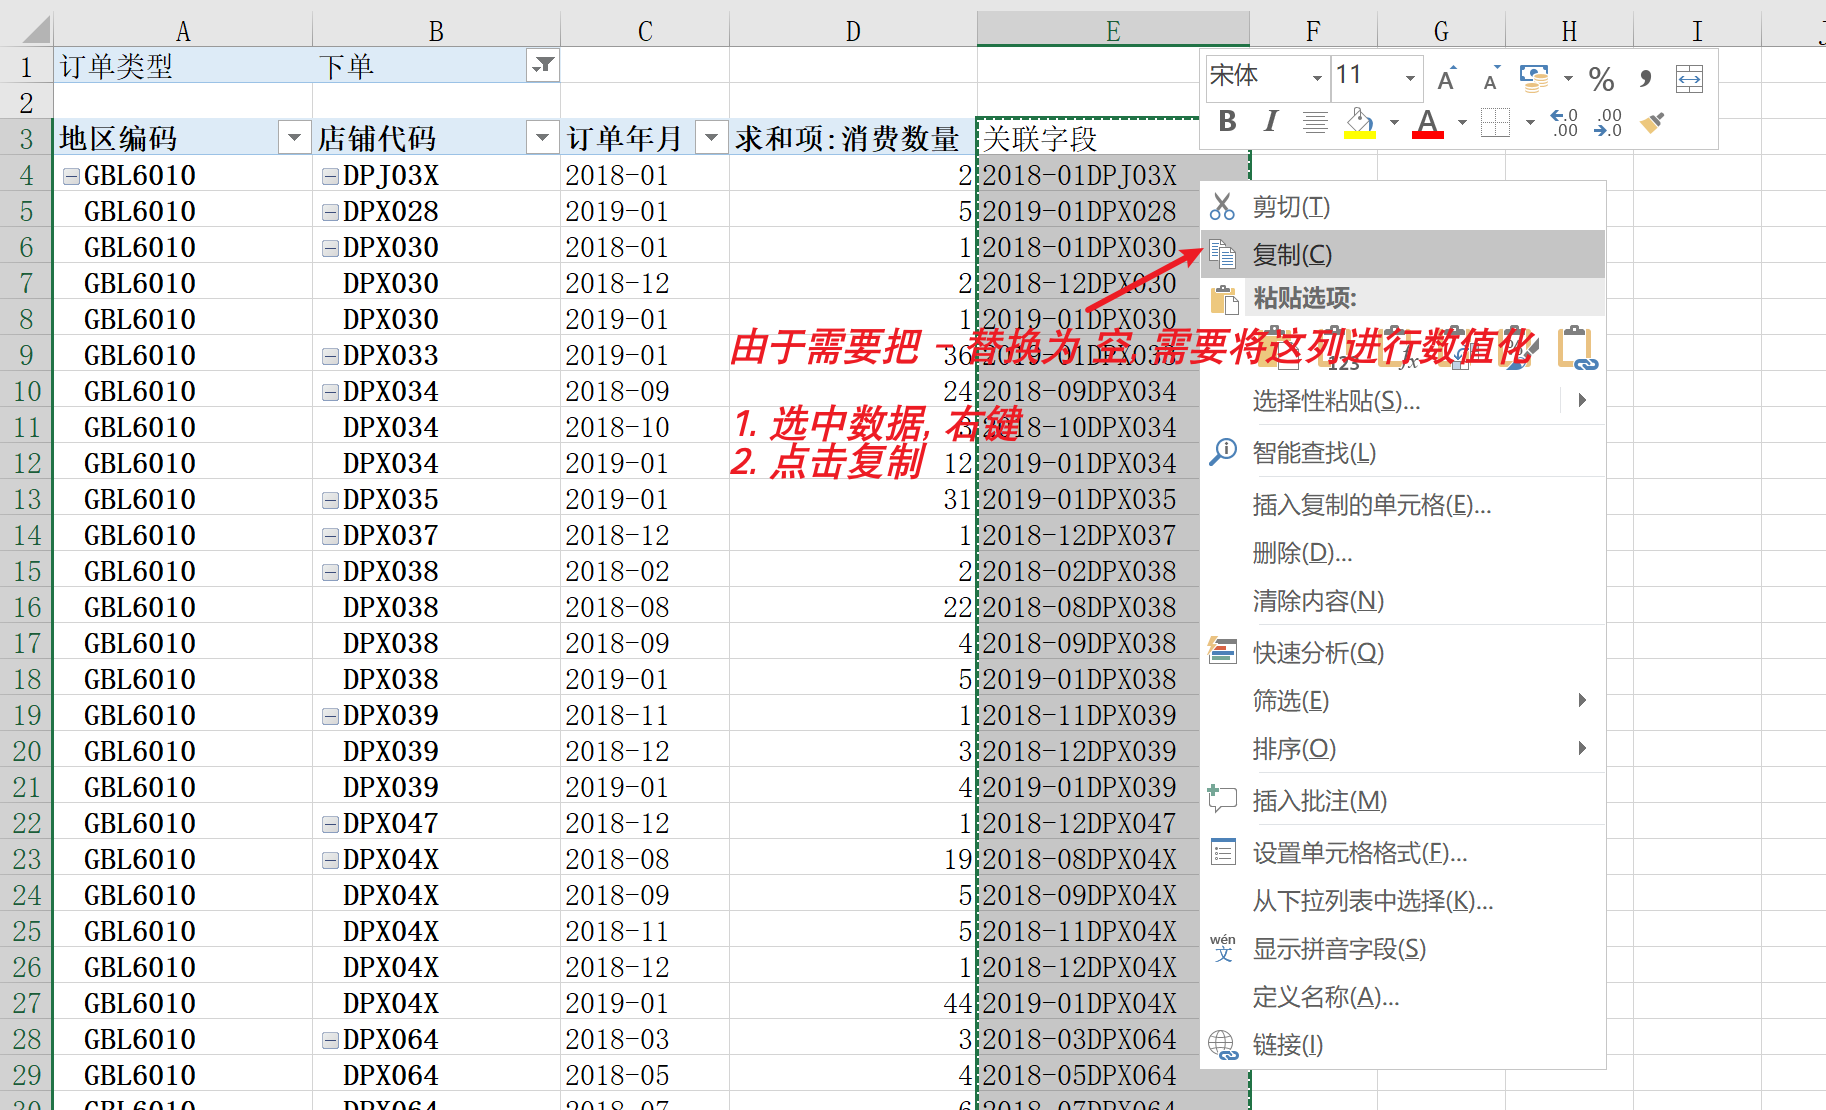 A B C D E F G H I J
1 订单类型 下单
2
3 地区编码 店铺代码 订单年月 求和项:消费数量 关联字段
4 GBL6010 DPJ03X 2018-01 2 2018-01DPJ03X
5 GBL6010 DPX028 2019-01 5 2019-01DPX028
6 GBL6010 DPX030 2018-01 1 2018-01DPX030
7 GBL6010 DPX030 2018-12 2 2018-12DPX030
8 GBL6010 DPX030 2019-01 1 2019-01DPX030
9 GBL6010 DPX033 2019-01 36 2019-01DPX033
10 GBL6010 DPX034 2018-09 24 2018-09DPX034
11 GBL6010 DPX034 2018-10 3 2018-10DPX034
12 GBL6010 DPX034 2019-01 12 2019-01DPX034
13 GBL6010 DPX035 2019-01 31 2019-01DPX035
14 GBL6010 DPX037 2018-12 1 2018-12DPX037
15 GBL6010 DPX038 2018-02 2 2018-02DPX038
16 GBL6010 DPX038 2018-08 22 2018-08DPX038
17 GBL6010 DPX038 2018-09 4 2018-09DPX038
18 GBL6010 DPX038 2019-01 5 2019-01DPX038
19 GBL6010 DPX039 2018-11 1 2018-11DPX039
20 GBL6010 DPX039 2018-12 3 2018-12DPX039
21 GBL6010 DPX039 2019-01 4 2019-01DPX039
22 GBL6010 DPX047 2018-12 1 2018-12DPX047
23 GBL6010 DPX04X 2018-08 19 2018-08DPX04X
24 GBL6010 DPX04X 2018-09 5 2018-09DPX04X
25 GBL6010 DPX04X 2018-11 5 2018-11DPX04X
26 GBL6010 DPX04X 2018-12 1 2018-12DPX04X
27 GBL6010 DPX04X 2019-01 44 2019-01DPX04X
28 GBL6010 DPX064 2018-03 3 2018-03DPX064
29 GBL6010 DPX064 2018-05 4 2018-05DPX064
30 GBL6010 DPX064 2018-07 6 2018-07DPX064
由于需要把 - 替换为 空, 需要将这列进行数值化
1. 选中数据, 右键
2. 点击复制
宋体 11 A A % ,
B I A .0 .00 .00 .0
剪切(T)
复制(C)
粘贴选项:
123 fx
选择性粘贴(S)...
智能查找(L)
插入复制的单元格(E)...
删除(D)...
清除内容(N)
快速分析(Q)
筛选(E)
排序(O)
插入批注(M)
设置单元格格式(F)...
从下拉列表中选择(K)...
wén 文 显示拼音字段(S)
定义名称(A)...
链接(I)